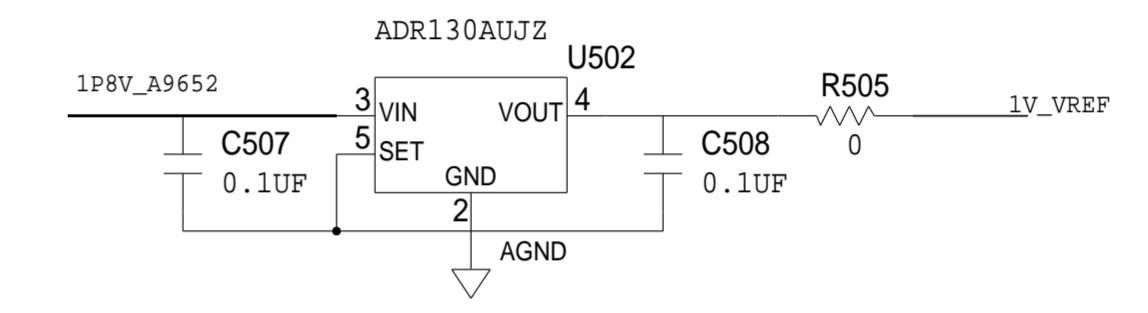 ADR130AUJZ
U502
1P8V_A9652
3 VIN VOUT 4
R505
1V_VREF
5 SET
C507
0.1UF
GND
2
C508
0.1UF
0
AGND